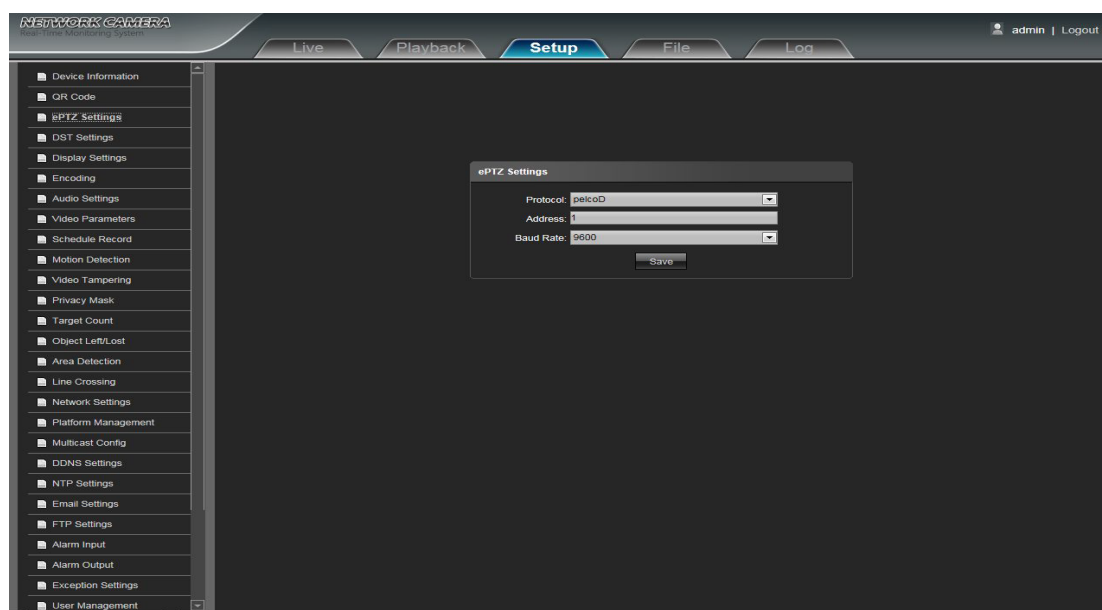 NETWORK CAMERA
Real-Time Monitoring System
Live Playback Setup File Log
admin | Logout
Device Information
QR Code
ePTZ Settings
DST Settings
Display Settings
Encoding
Audio Settings
Video Parameters
Schedule Record
Motion Detection
Video Tampering
Privacy Mask
Target Count
Object Left/Lost
Area Detection
Line Crossing
Network Settings
Platform Management
Multicast Config
DDNS Settings
NTP Settings
Email Settings
FTP Settings
Alarm Input
Alarm Output
Exception Settings
User Management
ePTZ Settings
Protocol: pelcoD
Address: 1
Baud Rate: 9600
Save